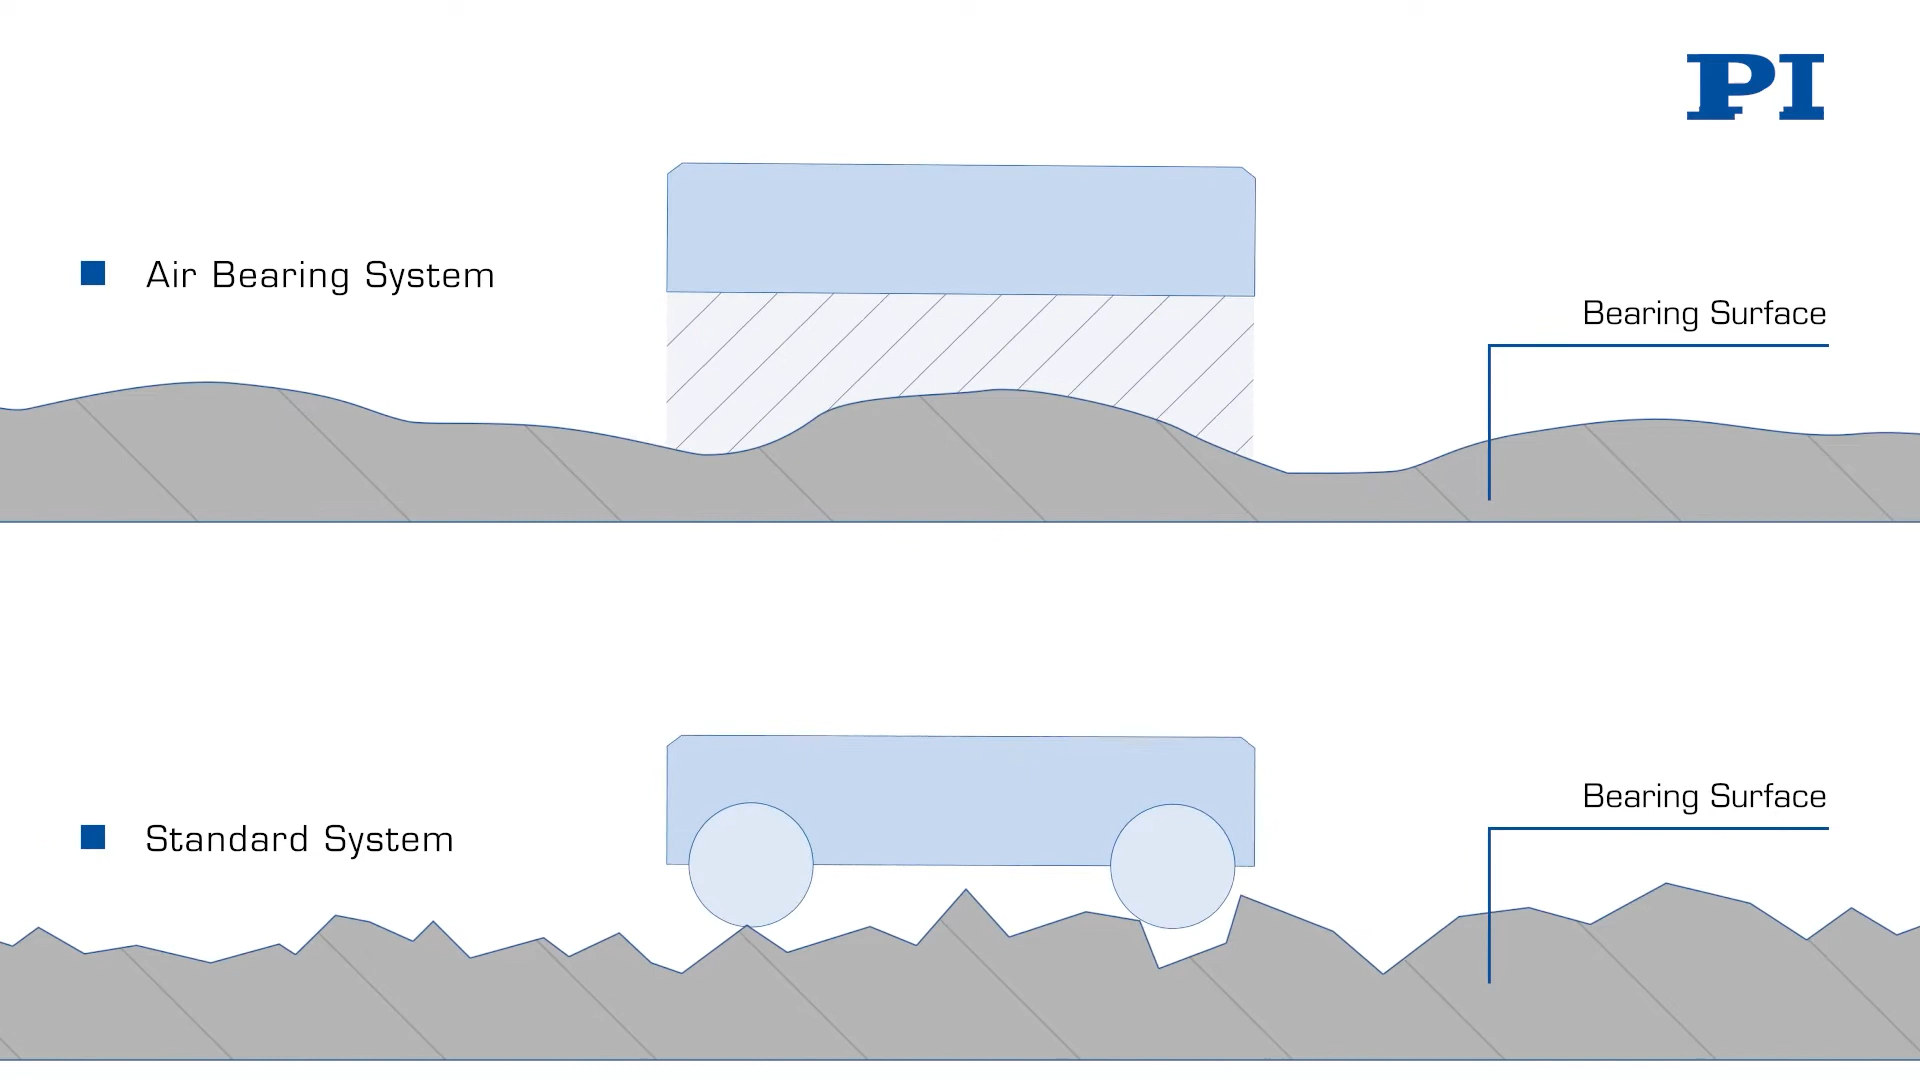 PI
Air Bearing System
Bearing Surface
Bearing Surface
Standard System